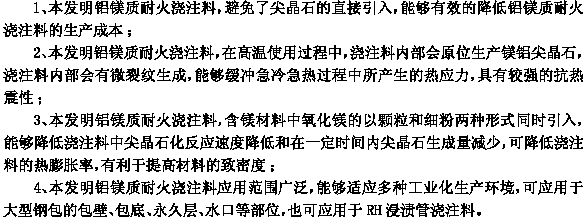 1、本发明铝镁质耐火浇注料,避免了尖晶石的直接引入,能够有效的降低铝镁质耐火
浇注料的生产成本；
2、本发明铝镁质耐火浇注料,在高温使用过程中,浇注料内部会原位生产镁铝尖晶石,
浇注料内部会有微裂纹生成,能够缓冲急冷急热过程中所产生的热应力,具有较强的抗热
震性；
3、本发明铝镁质耐火浇注料,含镁材料中氧化镁的以颗粒和细粉两种形式同时引入,
能够降低浇注料中尖晶石化反应速度降低和在一定时间内尖晶石生成量减少,可降低浇注
料的热膨胀率,有利于提高材料的致密度；
4、本发明铝镁质耐火浇注料应用范围广泛,能够适应多种工业化生产环境,可应用于
大型钢包的包壁、包底、永久层、水口等部位,也可应用于RH浸渍管浇注料。